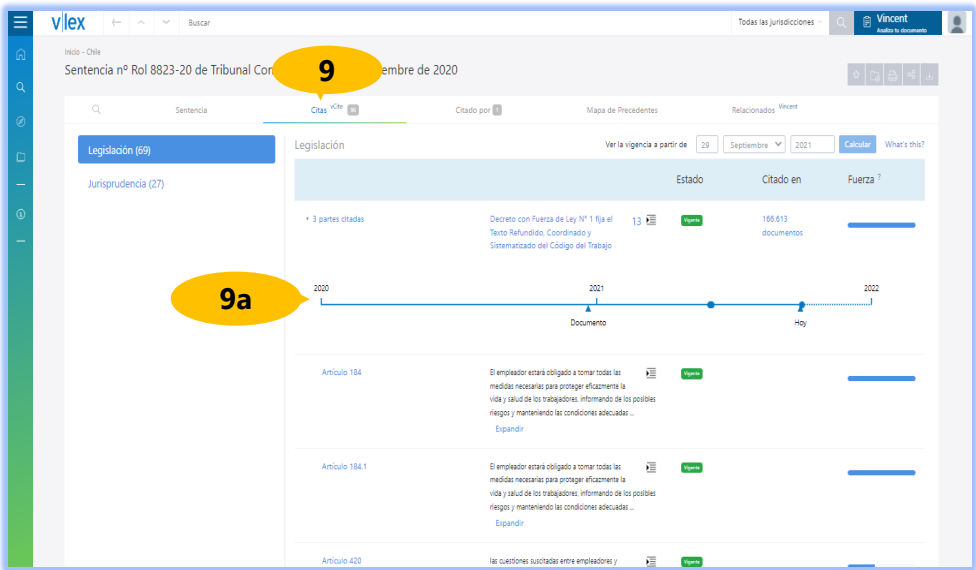 vlex
Buscar
Todas las jurisdicciones
Vincent
Analiza tu documento
Inicio - Chile
Sentencia nº Rol 8823-20 de Tribunal Con
9
embre de 2020
Sentencia
Citas vCite
Citado por 1
Mapa de Precedentes
Relacionados Vincent
Legislación (69)
Jurisprudencia (27)
Legislación
Ver la vigencia a partir de 29 Septiembre 2021 Calcular What's this?
Estado
Citado en
Fuerza ?
3 partes citadas
Decreto con Fuerza de Ley N° 1 fija el
Texto Refundido, Coordinado y
Sistematizado del Código del Trabajo
13
Vigente
166.613
documentos
9a
2020
2021
2022
Documento
Hoy
Artículo 184
El empleador estará obligado a tomar todas las
medidas necesarias para proteger eficazmente la
vida y salud de los trabajadores, informando de los posibles
riesgos y manteniendo las condiciones adecuadas ...
Expandir
Vigente
Artículo 184.1
El empleador estará obligado a tomar todas las
medidas necesarias para proteger eficazmente la
vida y salud de los trabajadores, informando de los posibles
riesgos y manteniendo las condiciones adecuadas ...
Expandir
Vigente
Artículo 420
las cuestiones suscitadas entre empleadores y
Vigente